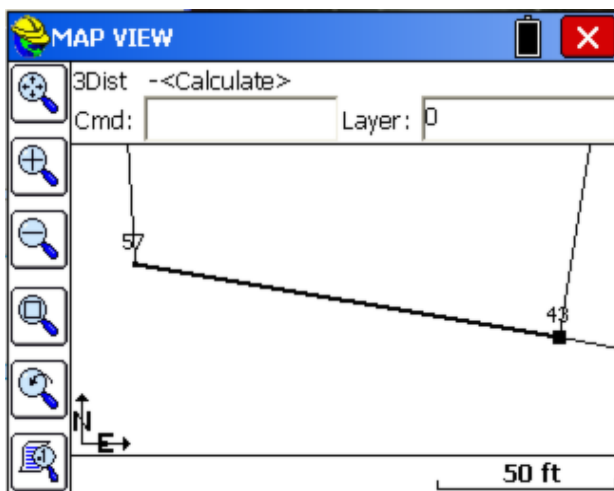 MAP VIEW
3Dist -<Calculate>
Cmd: Layer: 0
57
43
N
E
50 ft